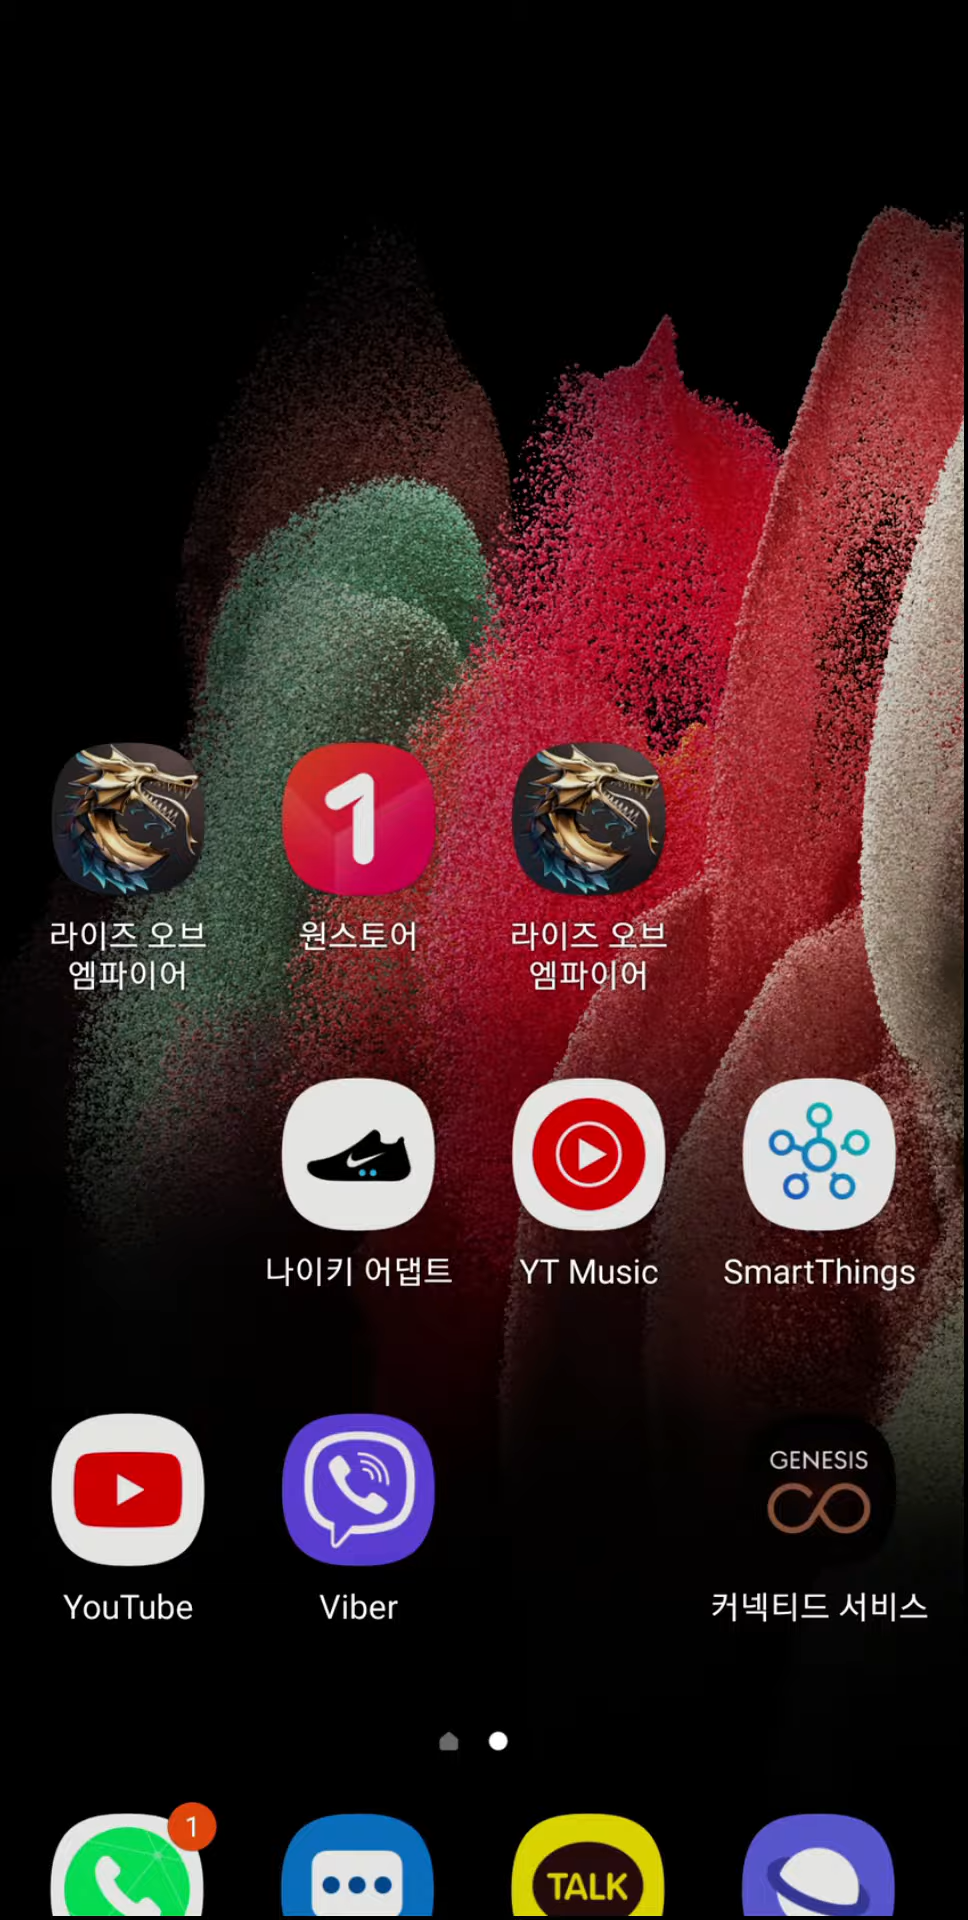 1
라이즈 오브
엠파이어
원스토어
라이즈 오브
엠파이어
나이키 어댑트
YT Music
SmartThings
GENESIS
YouTube
Viber
커넥티드 서비스
1
TALK